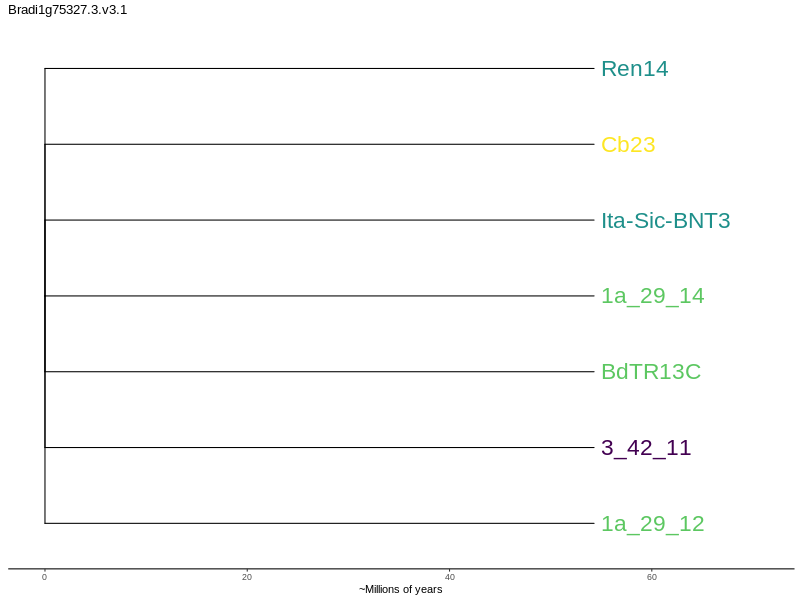 Bradi1g75327.3.v3.1
Ren14
Cb23
Ita-Sic-BNT3
1a_29_14
BdTR13C
3_42_11
1a_29_12
0 20 40 60
~Millions of years